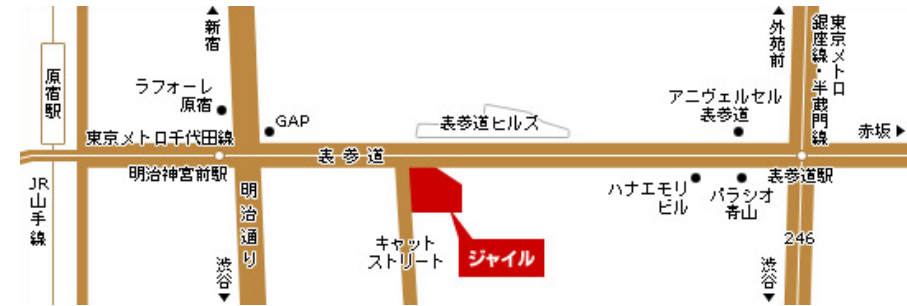 ▲新宿
▲外苑前
東京メトロ
銀座線・半蔵門線
原宿駅
ラフォーレ
原宿
GAP
表参道ヒルズ
アニヴェルセル
表参道
赤坂▶
東京メトロ千代田線
表参道
明治神宮前駅
表参道駅
JR
山手線
明治通り
ハナエモリ
ビル
パラシオ
青山
キャット
ストリート
ジャイル
246
渋谷▼
渋谷▼